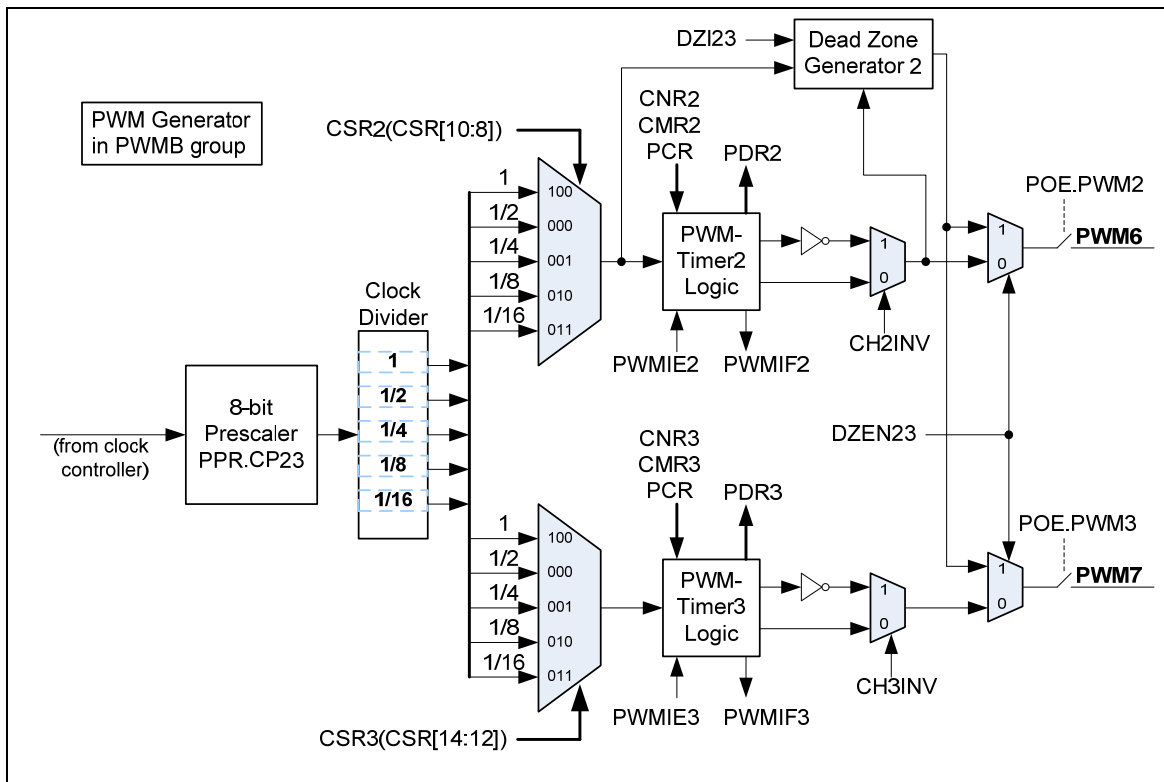 PWM Generator
in PWMB group
DZI23
Dead Zone
Generator 2
CSR2(CSR[10:8])
CNR2
CMR2
PCR
PDR2
1
1/2
1/4
1/8
1/16
100
000
001
010
011
PWM-
Timer2
Logic
1
0
CH2INV
PWMIE2
PWMIF2
1
0
POE.PWM2
PWM6
Clock
Divider
1
1/2
1/4
1/8
1/16
8-bit
Prescaler
PPR.CP23
(from clock
controller)
DZEN23
CNR3
CMR3
PCR
PDR3
1
1/2
1/4
1/8
1/16
100
000
001
010
011
PWM-
Timer3
Logic
1
0
CH3INV
PWMIE3
PWMIF3
1
0
POE.PWM3
PWM7
CSR3(CSR[14:12])